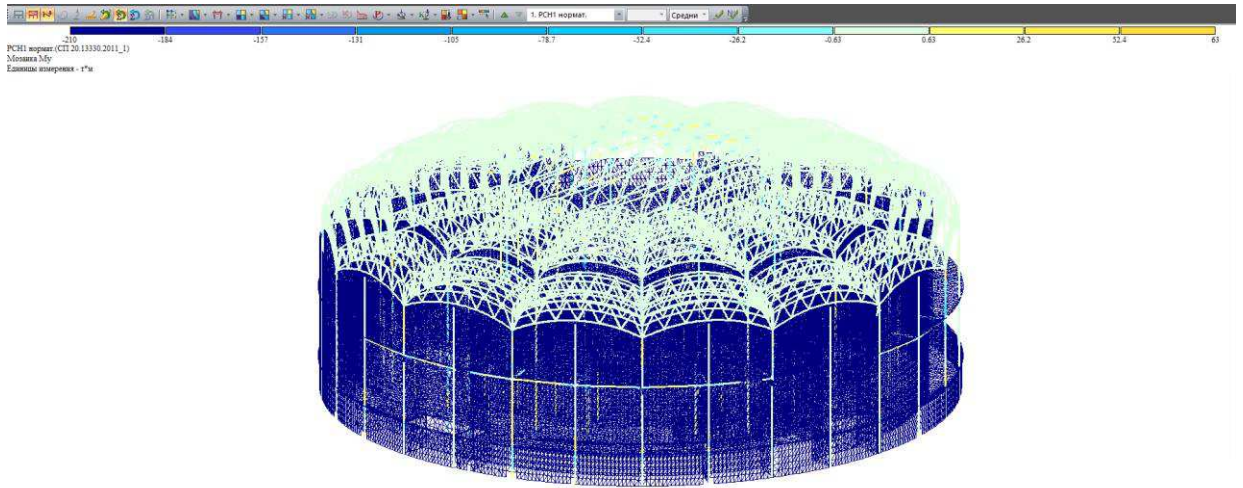 1. РСН1 нормат. Средни
-210 -184 -157 -131 -105 -78.7 -52.4 -26.2 -0.63 0.63 26.2 52.4 63
РСН1 нормат.(СП 20.13330.2011_1)
Мозаика My
Единицы измерения - т*м